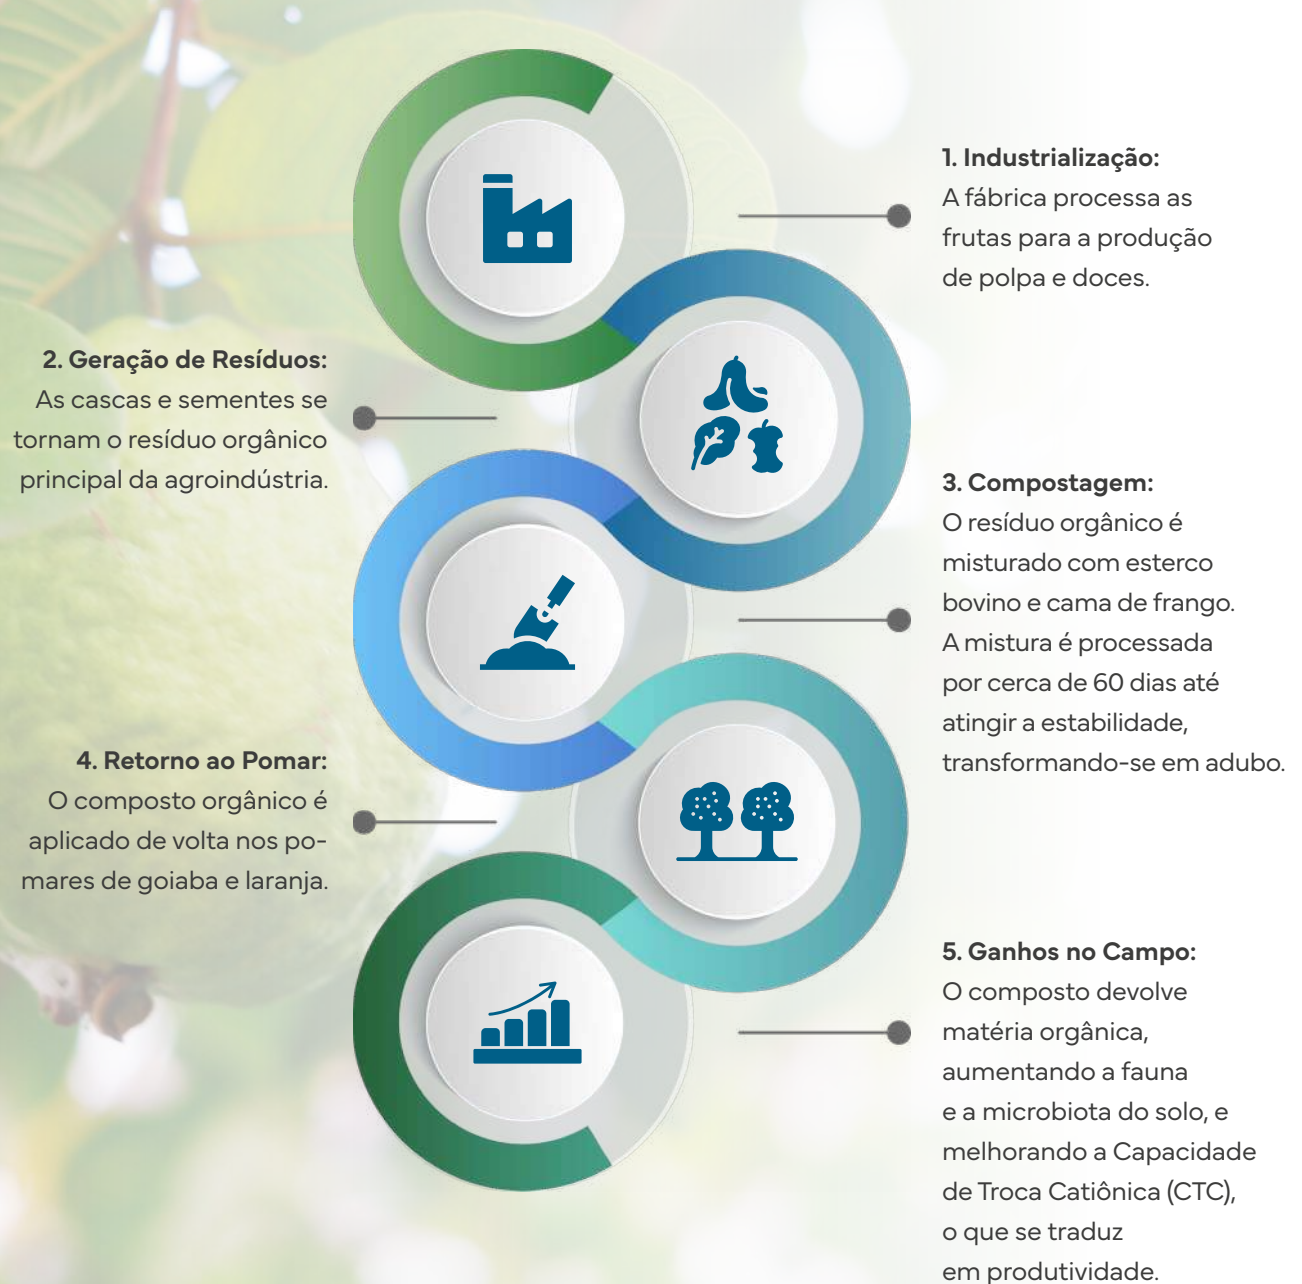 1. Industrialização:
A fábrica processa as
frutas para a produção
de polpa e doces.
2. Geração de Resíduos:
As cascas e sementes se
tornam o resíduo orgânico
principal da agroindústria.
3. Compostagem:
O resíduo orgânico é
misturado com esterco
bovino e cama de frango.
A mistura é processada
por cerca de 60 dias até
atingir a estabilidade,
transformando-se em adubo.
4. Retorno ao Pomar:
O composto orgânico é
aplicado de volta nos po-
mares de goiaba e laranja.
5. Ganhos no Campo:
O composto devolve
matéria orgânica,
aumentando a fauna
e a microbiota do solo, e
melhorando a Capacidade
de Troca Catiônica (CTC),
o que se traduz
em produtividade.